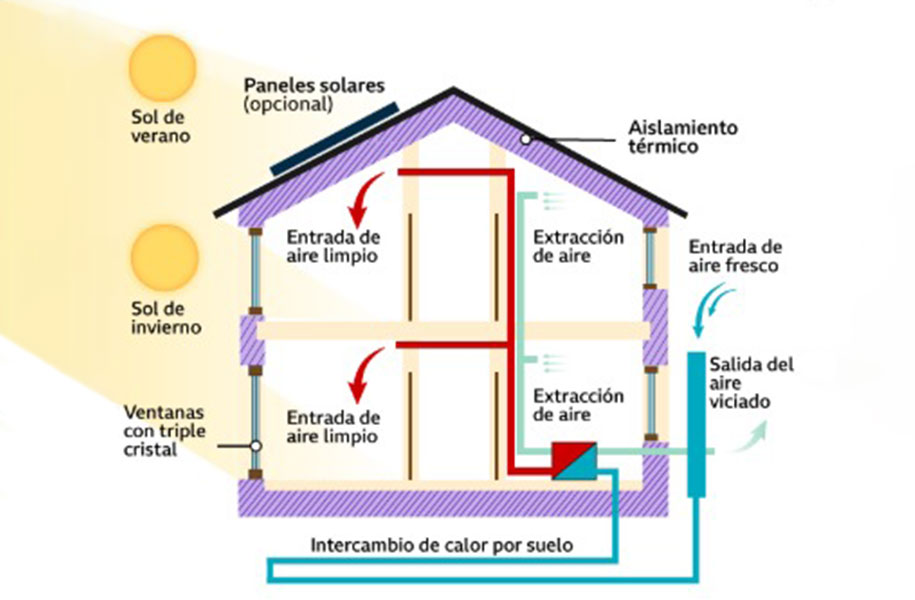 Paneles solares
(opcional)
Sol de
verano
Aislamiento
térmico
Entrada de
aire limpio
Extracción
de aire
Entrada de
aire fresco
Sol de
invierno
Salida del
aire
viciado
Ventanas
con triple
cristal
Entrada de
aire limpio
Extracción
de aire
Intercambio de calor por suelo